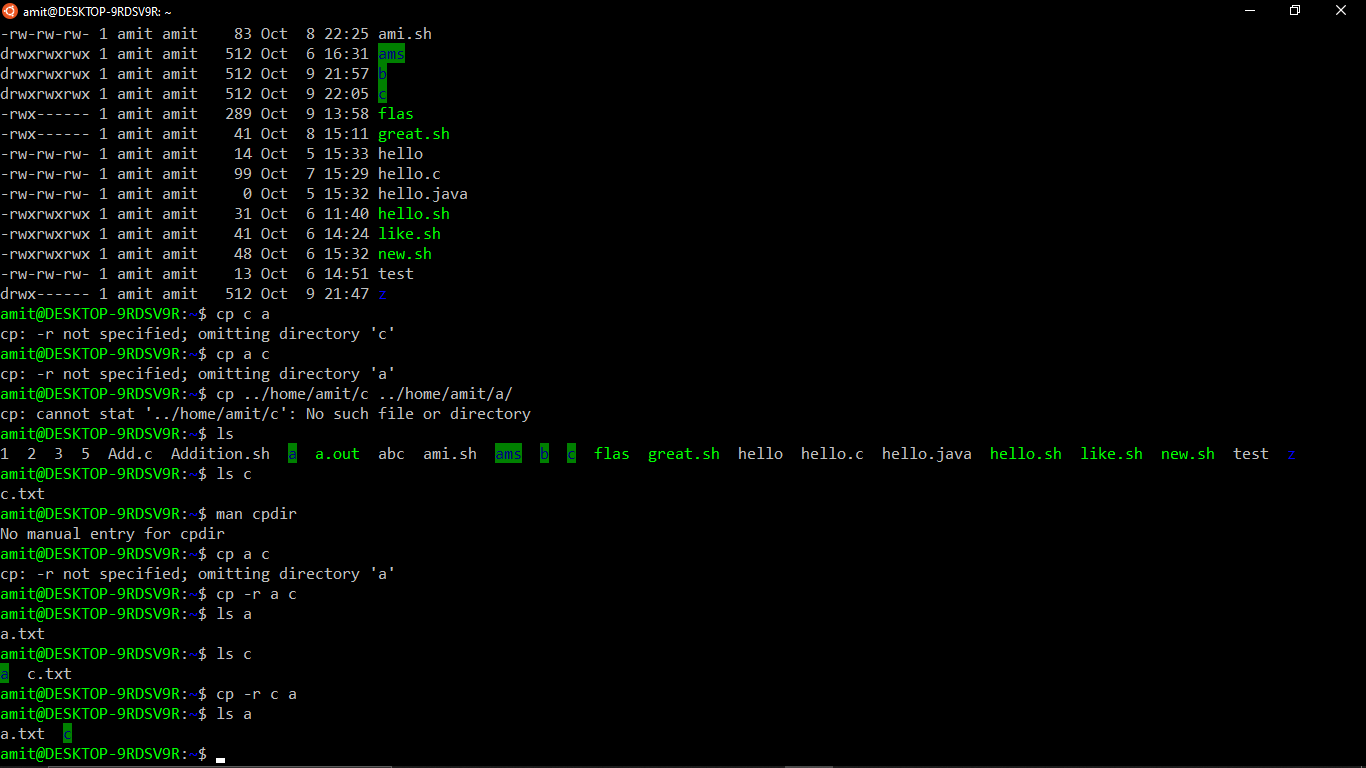 amit@DESKTOP-9RDSV9R: ~
-rw-rw-rw- 1 amit amit    83 Oct  8 22:25 ami.sh
drwxrwxrwx 1 amit amit   512 Oct  6 16:31 ams
drwxrwxrwx 1 amit amit   512 Oct  9 21:57 b
drwxrwxrwx 1 amit amit   512 Oct  9 22:05 c
-rwx------ 1 amit amit   289 Oct  9 13:58 flas
-rwx------ 1 amit amit    41 Oct  8 15:11 great.sh
-rw-rw-rw- 1 amit amit    14 Oct  5 15:33 hello
-rw-rw-rw- 1 amit amit    99 Oct  7 15:29 hello.c
-rw-rw-rw- 1 amit amit     0 Oct  5 15:32 hello.java
-rwxrwxrwx 1 amit amit    31 Oct  6 11:40 hello.sh
-rwxrwxrwx 1 amit amit    41 Oct  6 14:24 like.sh
-rwxrwxrwx 1 amit amit    48 Oct  6 15:32 new.sh
-rw-rw-rw- 1 amit amit    13 Oct  6 14:51 test
drwx------ 1 amit amit   512 Oct  9 21:47 z
amit@DESKTOP-9RDSV9R:~$ cp c a
cp: -r not specified; omitting directory 'c'
amit@DESKTOP-9RDSV9R:~$ cp a c
cp: -r not specified; omitting directory 'a'
amit@DESKTOP-9RDSV9R:~$ cp ../home/amit/c ../home/amit/a/
cp: cannot stat '../home/amit/c': No such file or directory
amit@DESKTOP-9RDSV9R:~$ ls
1  2  3  5  Add.c  Addition.sh  a  a.out  abc  ami.sh  ams  b  c  flas  great.sh  hello  hello.c  hello.java  hello.sh  like.sh  new.sh  test  z
amit@DESKTOP-9RDSV9R:~$ ls c
c.txt
amit@DESKTOP-9RDSV9R:~$ man cpdir
No manual entry for cpdir
amit@DESKTOP-9RDSV9R:~$ cp a c
cp: -r not specified; omitting directory 'a'
amit@DESKTOP-9RDSV9R:~$ cp -r a c
amit@DESKTOP-9RDSV9R:~$ ls a
a.txt
amit@DESKTOP-9RDSV9R:~$ ls c
a  c.txt
amit@DESKTOP-9RDSV9R:~$ cp -r c a
amit@DESKTOP-9RDSV9R:~$ ls a
a.txt  c
amit@DESKTOP-9RDSV9R:~$